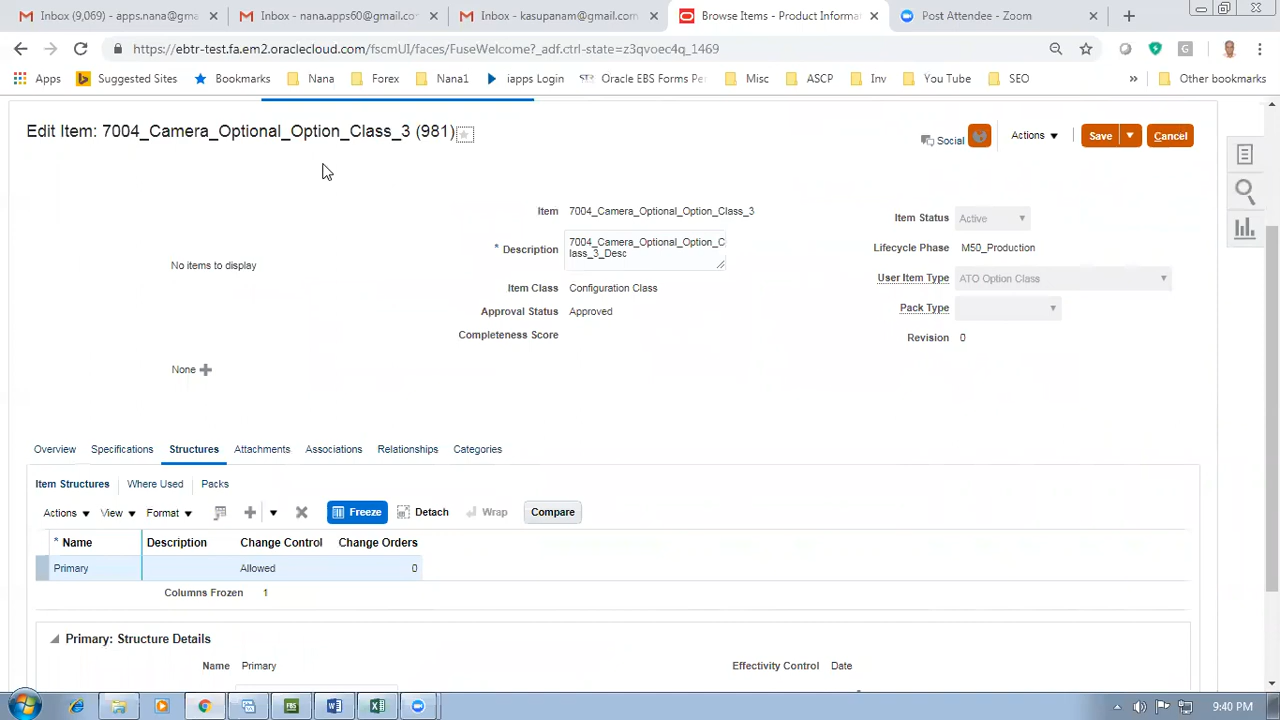 Inbox (9,069) - apps.nana@gma
Inbox - nana.apps60@gmail.co
Inbox - kasupanam@gmail.com
Browse Items - Product Informa
Post Attendee - Zoom
https://ebtr-test.fa.em2.oraclecloud.com/fscmUI/faces/FuseWelcome?_adf.ctrl-state=z3qvoec4q_1469
Apps
Suggested Sites
Bookmarks
Nana
Forex
Nana1
iapps Login
Oracle EBS Forms Pe
Misc
ASCP
Inv
You Tube
SEO
Other bookmarks
Edit Item: 7004_Camera_Optional_Option_Class_3 (981)
Social
Actions
Save
Cancel
Item 7004_Camera_Optional_Option_Class_3
* Description 7004_Camera_Optional_Option_C
lass_3_Desc
Item Class Configuration Class
Approval Status Approved
Completeness Score
No items to display
None
Item Status Active
Lifecycle Phase M50_Production
User Item Type ATO Option Class
Pack Type
Revision 0
Overview Specifications Structures Attachments Associations Relationships Categories
Item Structures Where Used Packs
Actions View Format Freeze Detach Wrap Compare
* Name Description Change Control Change Orders
Primary Allowed 0
Columns Frozen 1
Primary: Structure Details
Name Primary
Effectivity Control Date
9:40 PM